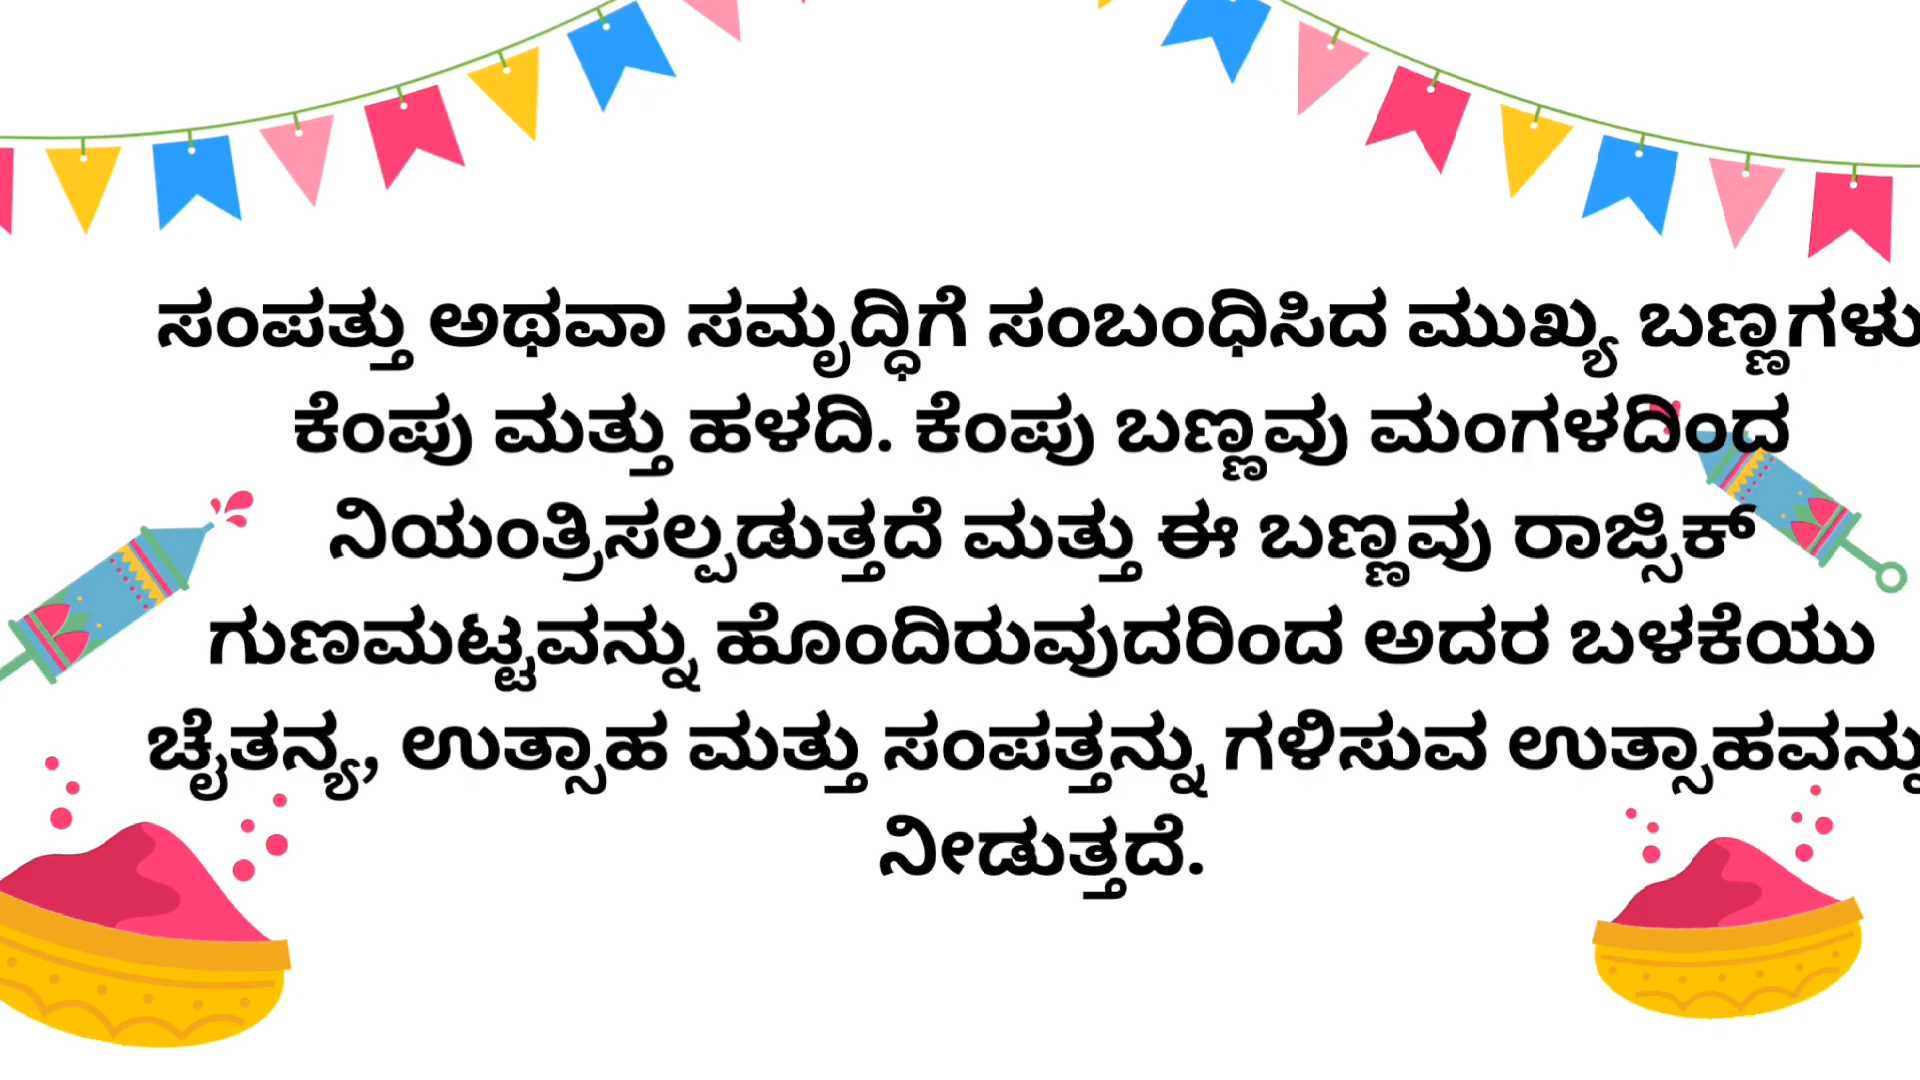 ಸಂಪತ್ತು ಅಥವಾ ಸಮೃದ್ಧಿಗೆ ಸಂಬಂಧಿಸಿದ ಮುಖ್ಯ ಬಣ್ಣಗಳು
ಕೆಂಪು ಮತ್ತು ಹಳದಿ. ಕೆಂಪು ಬಣ್ಣವು ಮಂಗಳದಿಂದ
ನಿಯಂತ್ರಿಸಲ್ಪಡುತ್ತದೆ ಮತ್ತು ಈ ಬಣ್ಣವು ರಾಜ್ಸಿಕ್
ಗುಣಮಟ್ಟವನ್ನು ಹೊಂದಿರುವುದರಿಂದ ಅದರ ಬಳಕೆಯು
ಚೈತನ್ಯ, ಉತ್ಸಾಹ ಮತ್ತು ಸಂಪತ್ತನ್ನು ಗಳಿಸುವ ಉತ್ಸಾಹವನ್ನು
ನೀಡುತ್ತದೆ.